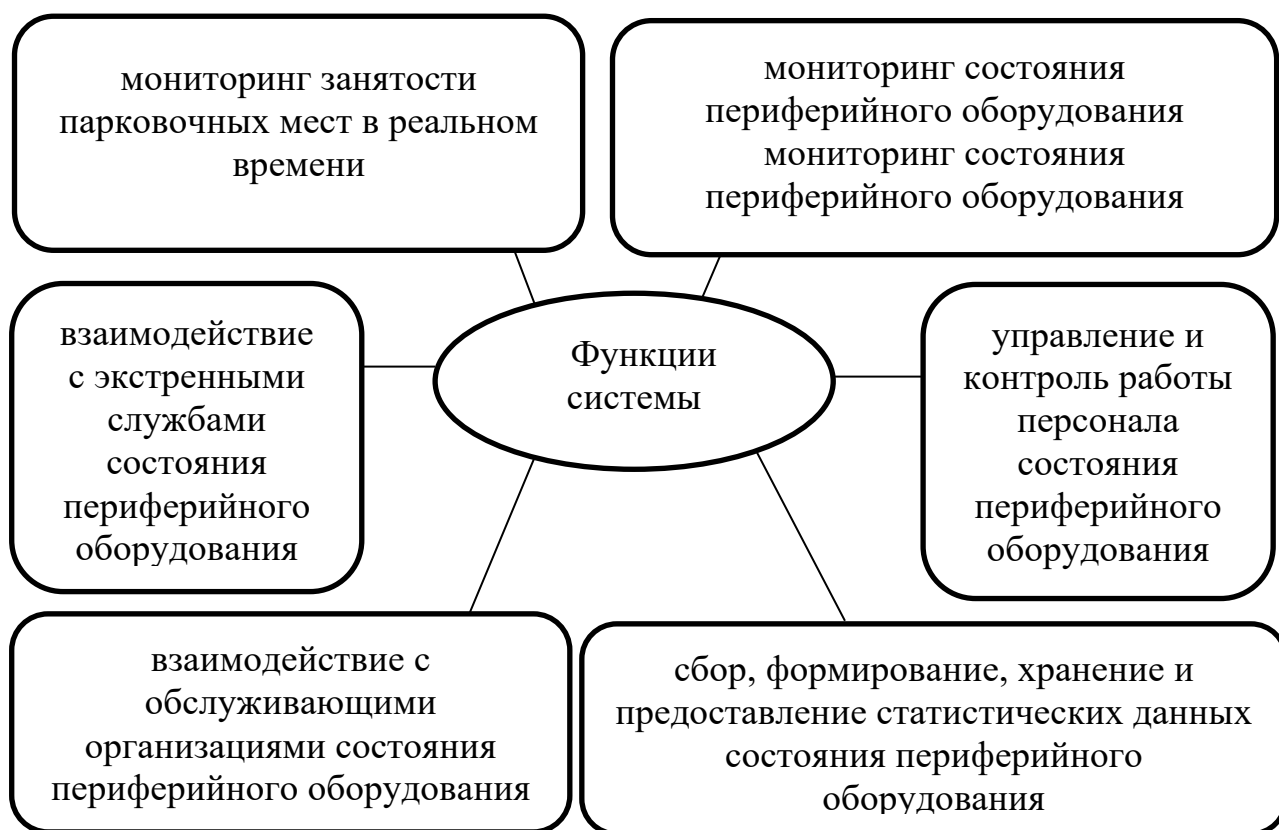 мониторинг занятости
парковочных мест в реальном
времени
мониторинг состояния
периферийного оборудования
мониторинг состояния
периферийного оборудования
взаимодействие
с экстренными
службами
состояния
периферийного
оборудования
Функции
системы
управление и
контроль работы
персонала
состояния
периферийного
оборудования
взаимодействие с
обслуживающими
организациями состояния
периферийного оборудования
сбор, формирование, хранение и
предоставление статистических данных
состояния периферийного
оборудования